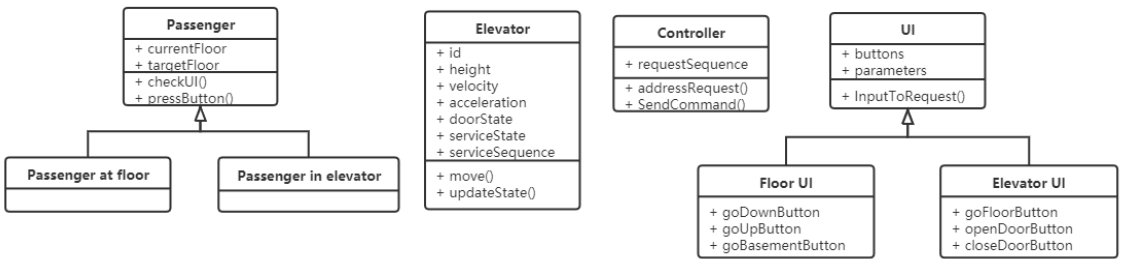 Passenger
+ currentFloor
+ targetFloor
+ checkUI()
+ pressButton()
Passenger at floor
Passenger in elevator
Elevator
+ id
+ height
+ velocity
+ acceleration
+ doorState
+ serviceState
+ serviceSequence
+ move()
+ updateState()
Controller
+ requestSequence
+ addressRequest()
+ SendCommand()
UI
+ buttons
+ parameters
+ InputToRequest()
Floor UI
+ goDownButton
+ goUpButton
+ goBasementButton
Elevator UI
+ goFloorButton
+ openDoorButton
+ closeDoorButton